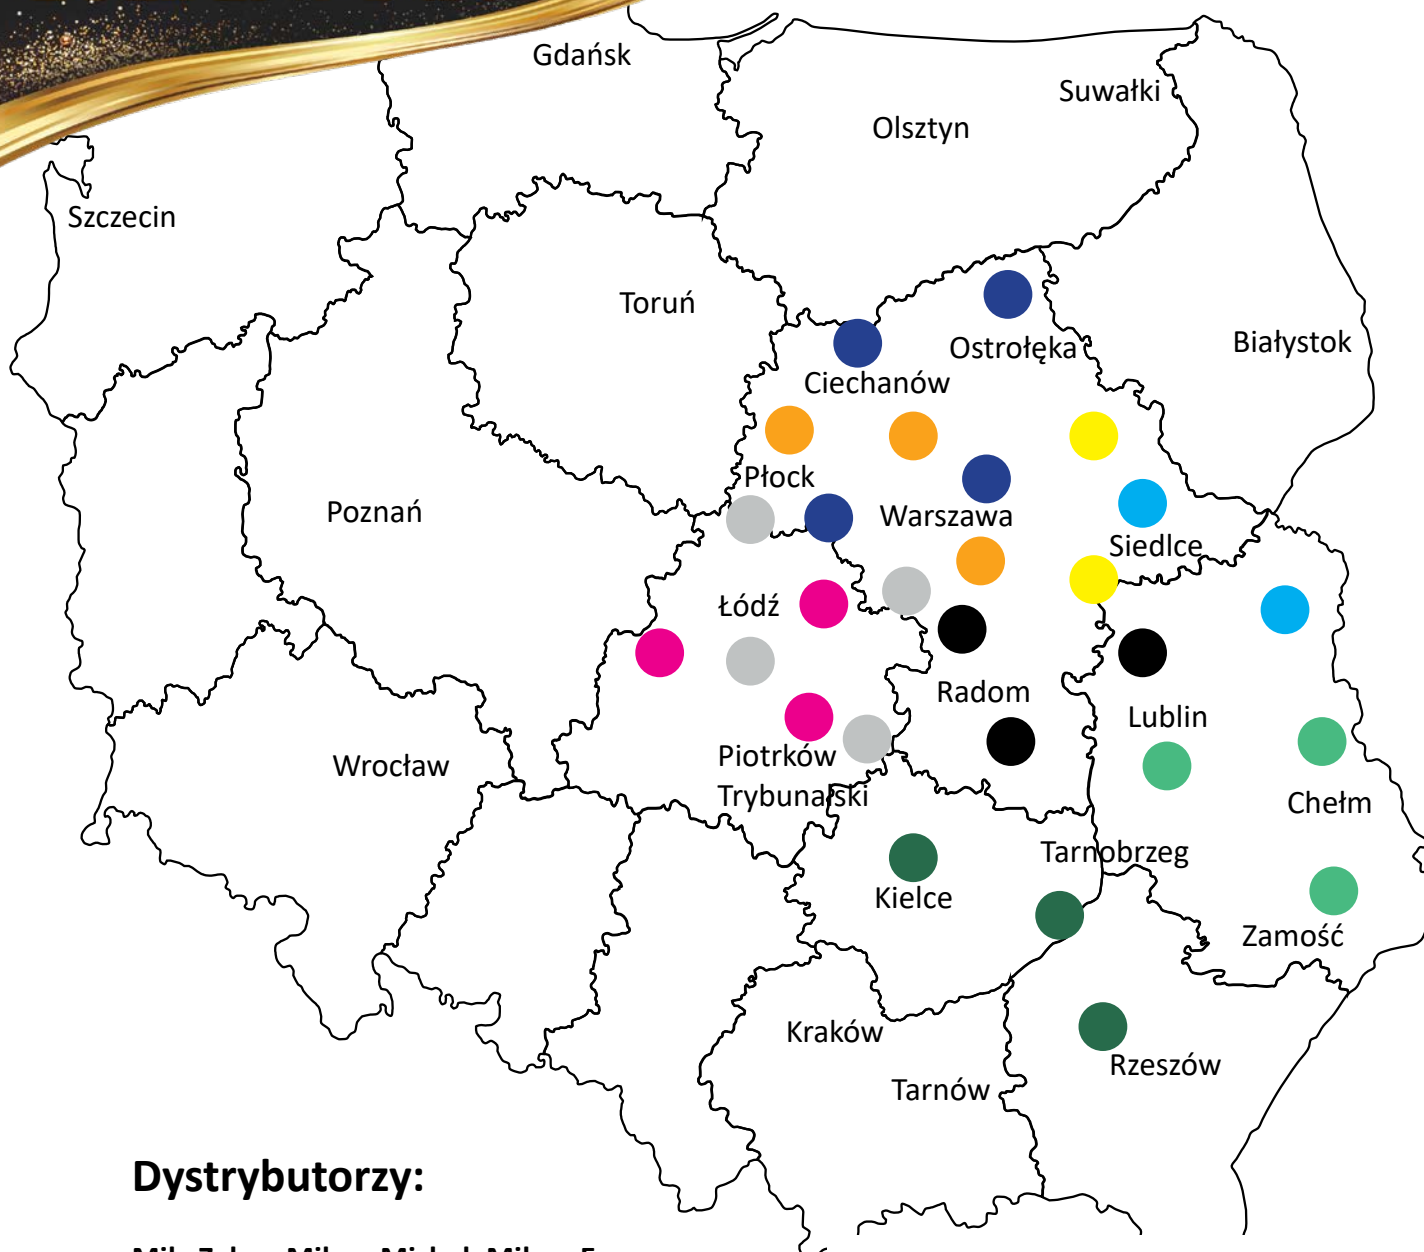 Gdańsk
Suwałki
Olsztyn
Szczecin
Toruń
Białystok
Ostrołęka
Ciechanów
Płock
Poznań
Warszawa
Siedlce
Łódź
Radom
Lublin
Wrocław
Piotrków
Trybunalski
Chełm
Tarnobrzeg
Kielce
Zamość
Kraków
Rzeszów
Tarnów
Dystrybutorzy: